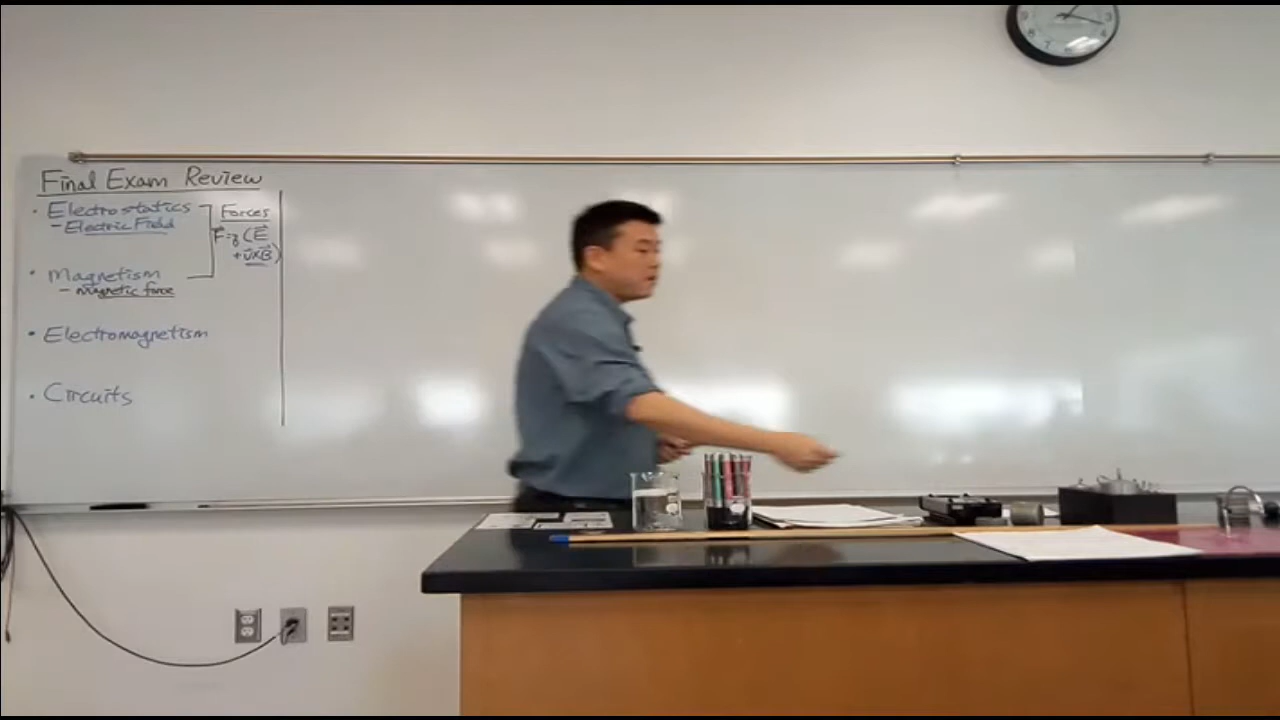 Final Exam Review
· Electrostatics
- Electric Field
Forces
F⃗=q(E⃗
+v⃗×B⃗)
· Magnetism
- Magnetic force
· Electromagnetism
· Circuits